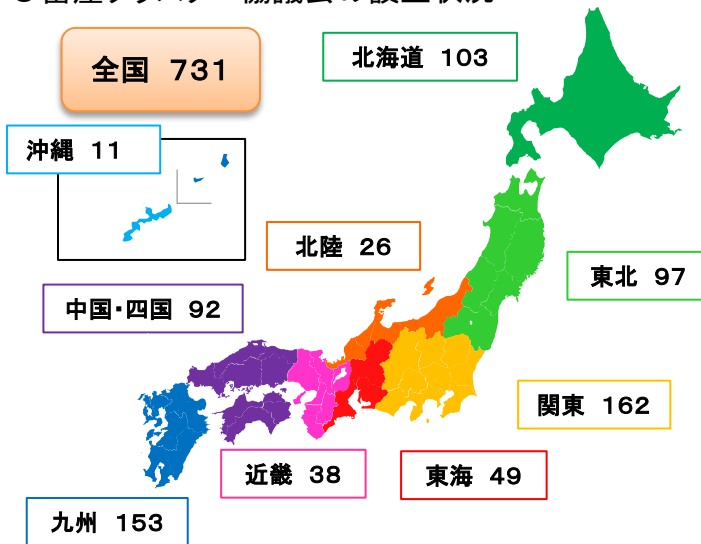 全国 731
北海道 103
沖縄 11
北陸 26
東北 97
中国・四国 92
関東 162
近畿 38
東海 49
九州 153